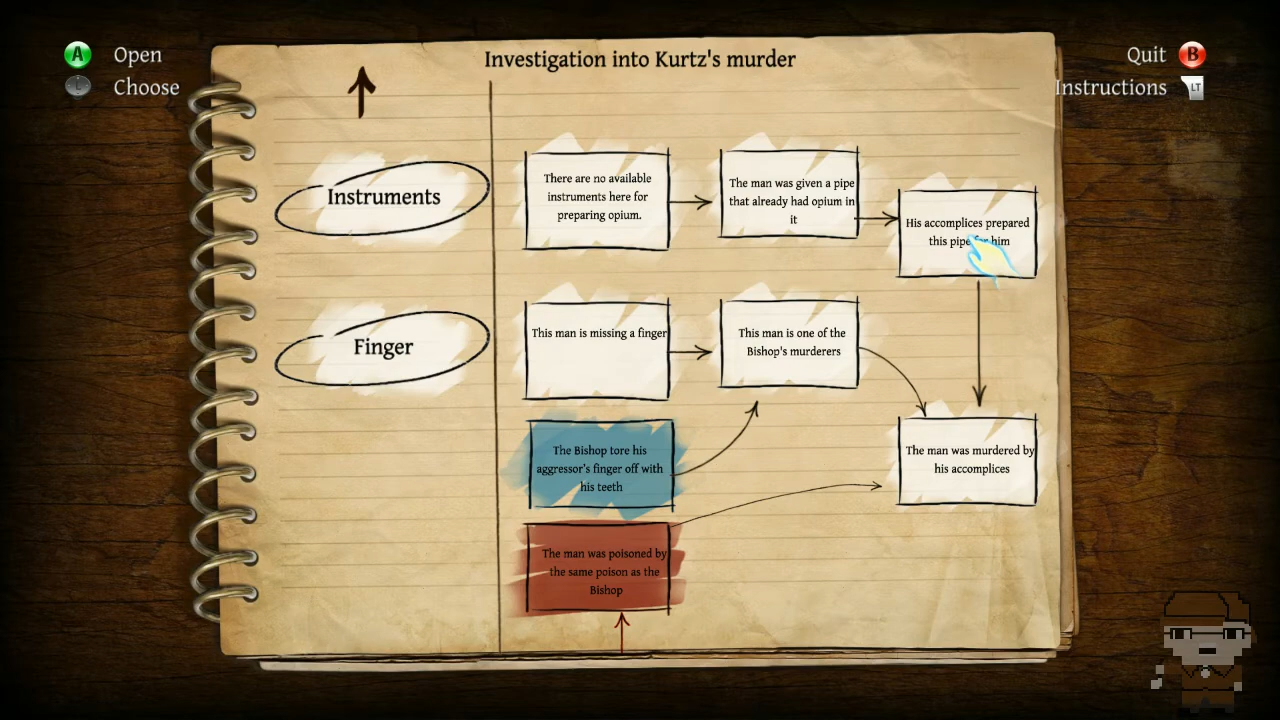 A Open
L Choose
Quit B
Instructions LT
Investigation into Kurtz's murder
Instruments
There are no available
instruments here for
preparing opium.
The man was given a pipe
that already had opium in
it
His accomplices prepared
this pipe for him
Finger
This man is missing a finger
This man is one of the
Bishop's murderers
The Bishop tore his
aggressor's finger off with
his teeth
The man was murdered by
his accomplices
The man was poisoned by
the same poison as the
Bishop